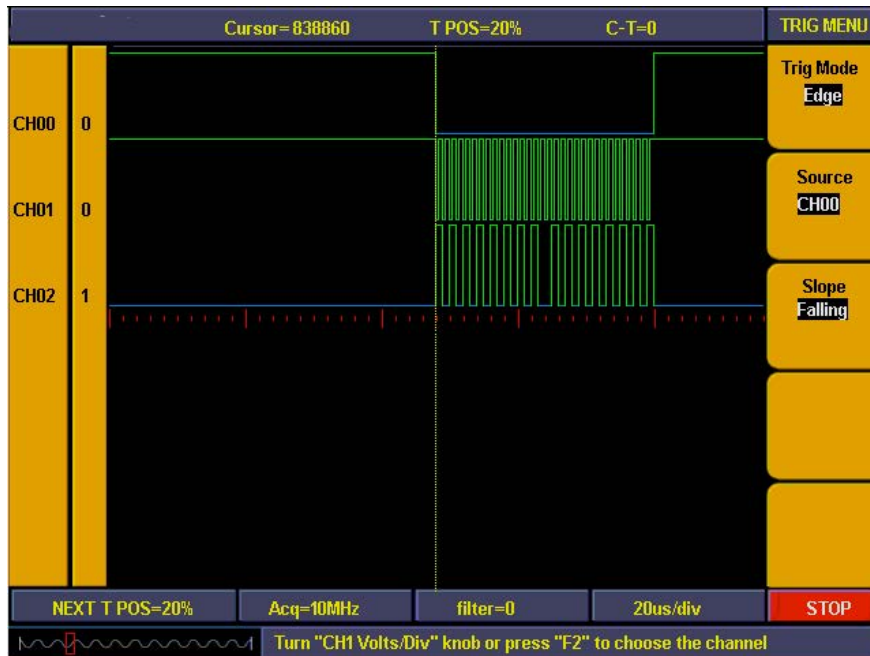 Cursor=838860 T POS=20% C-T=0 TRIG MENU
Trig Mode
Edge
CH00 0
Source
CH00
CH01 0
Slope
Falling
CH02 1
NEXT T POS=20% Acq=10MHz filter=0 20us/div STOP
Turn "CH1 Volts/Div" knob or press "F2" to choose the channel